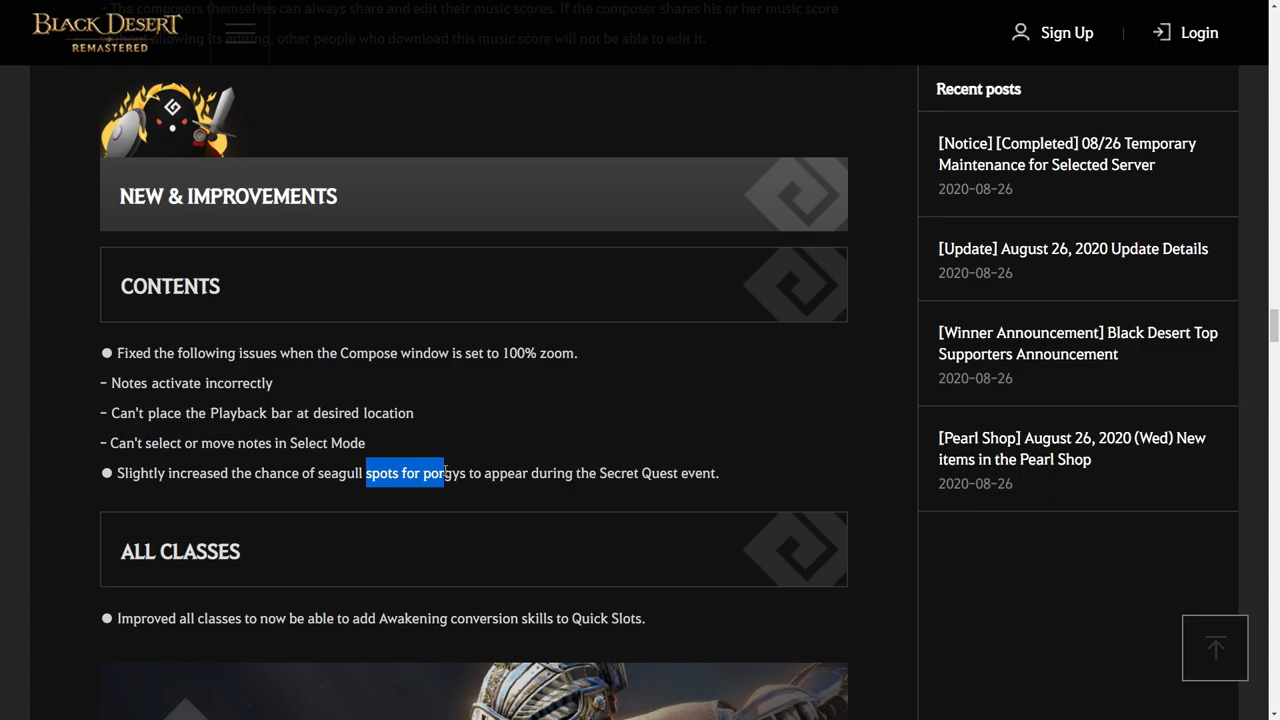 - The composers themselves can always share and edit their music scores. If the composer shares his or her music score
without allowing its editing, other people who download this music score will not be able to edit it.
BLACK DESERT
REMASTERED
Sign Up
Login
NEW & IMPROVEMENTS
CONTENTS
● Fixed the following issues when the Compose window is set to 100% zoom.
- Notes activate incorrectly
- Can't place the Playback bar at desired location
- Can't select or move notes in Select Mode
● Slightly increased the chance of seagull spots for porgys to appear during the Secret Quest event.
ALL CLASSES
● Improved all classes to now be able to add Awakening conversion skills to Quick Slots.
Recent posts
[Notice] [Completed] 08/26 Temporary
Maintenance for Selected Server
2020-08-26
[Update] August 26, 2020 Update Details
2020-08-26
[Winner Announcement] Black Desert Top
Supporters Announcement
2020-08-26
[Pearl Shop] August 26, 2020 (Wed) New
items in the Pearl Shop
2020-08-26